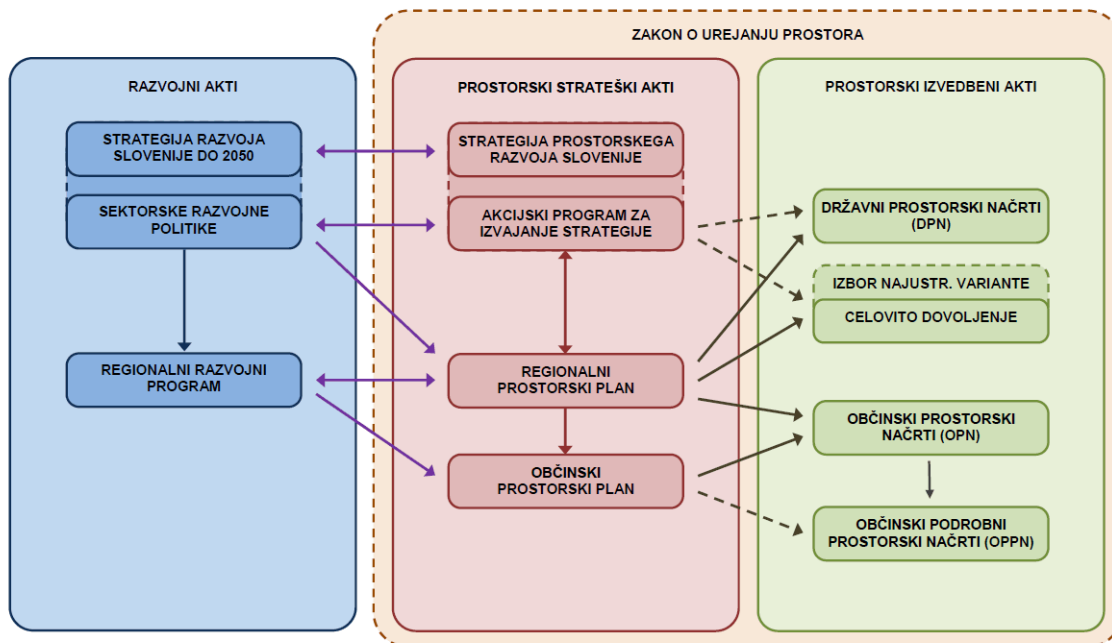 ZAKON O UREJANJU PROSTORA
RAZVOJNI AKTI
STRATEGIJA RAZVOJA
SLOVENIJE DO 2050
SEKTORSKE RAZVOJNE
POLITIKE
REGIONALNI RAZVOJNI
PROGRAM
PROSTORSKI STRATEŠKI AKTI
STRATEGIJA PROSTORSKEGA
RAZVOJA SLOVENIJE
AKCIJSKI PROGRAM ZA
IZVAJANJE STRATEGIJE
REGIONALNI
PROSTORSKI PLAN
OBČINSKI
PROSTORSKI PLAN
PROSTORSKI IZVEDBENI AKTI
DRŽAVNI PROSTORSKI NAČRTI
(DPN)
IZBOR NAJUSTR. VARIANTE
CELOVITO DOVOLJENJE
OBČINSKI PROSTORSKI
NAČRTI (OPN)
OBČINSKI PODROBNI
PROSTORSKI NAČRTI (OPPN)